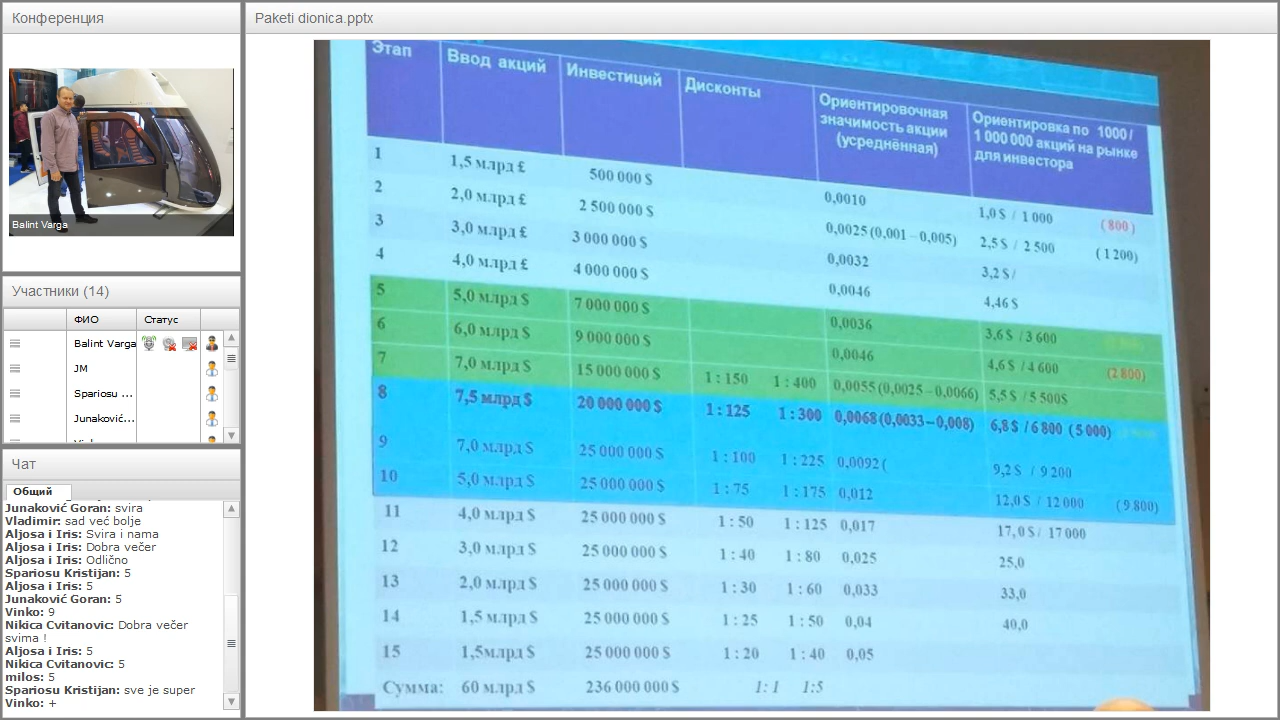 Конференция
Balint Varga
Участники (14)
ФИО Статус
Balint Varga
JM
Spariosu ...
Junaković...
Чат
Общий
Junaković Goran: svira
Vladimir: sad već bolje
Aljosa i Iris: Svira i nama
Aljosa i Iris: Dobra večer
Aljosa i Iris: Odlično
Spariosu Kristijan: 5
Aljosa i Iris: 5
Junaković Goran: 5
Vinko: 9
Nikica Cvitanovic: Dobra večer
svima !
Aljosa i Iris: 5
Nikica Cvitanovic: 5
milos: 5
Spariosu Kristijan: sve je super
Vinko: +
Paketi dionica.pptx
Этап Ввод акций Инвестиций Дисконты Ориентировочная
значимость акции
(усреднённая)
Ориентировка по 1000 /
1 000 000 акций на рынке
для инвестора
1 1,5 млрд £ 500 000 $ 0,0010 1,0 $ / 1 000 (800)
2 2,0 млрд £ 2 500 000 $ 0,0025 (0,001 – 0,005) 2,5 $ / 2 500 (1 200)
3 3,0 млрд £ 3 000 000 $ 0,0032 3,2 $ /
4 4,0 млрд £ 4 000 000 $ 0,0046 4,46 $
5 5,0 млрд $ 7 000 000 $ 0,0036 3,6 $ / 3 600
6 6,0 млрд $ 9 000 000 $ 0,0046 4,6 $ / 4 600 (2 800)
7 7,0 млрд $ 15 000 000 $ 1 : 150 1 : 400 0,0055 (0,0025 – 0,0066) 5,5 $ / 5 500$
8 7,5 млрд $ 20 000 000 $ 1 : 125 1 : 300 0,0068 (0,0033 – 0,008) 6,8 $ / 6 800 (5 000)
9 7,0 млрд $ 25 000 000 $ 1 : 100 1 : 225 0,0092 ( 9,2 $ / 9 200
10 5,0 млрд $ 25 000 000 $ 1 : 75 1 : 175 0,012 12,0 $ / 12 000 (9 800)
11 4,0 млрд $ 25 000 000 $ 1 : 50 1 : 125 0,017 17,0 $ / 17 000
12 3,0 млрд $ 25 000 000 $ 1 : 40 1 : 80 0,025 25,0
13 2,0 млрд $ 25 000 000 $ 1 : 30 1 : 60 0,033 33,0
14 1,5 млрд $ 25 000 000 $ 1 : 25 1 : 50 0,04 40,0
15 1,5млрд $ 25 000 000 $ 1 : 20 1 : 40 0,05
Сумма: 60 млрд $ 236 000 000 $ 1: 1 1:5